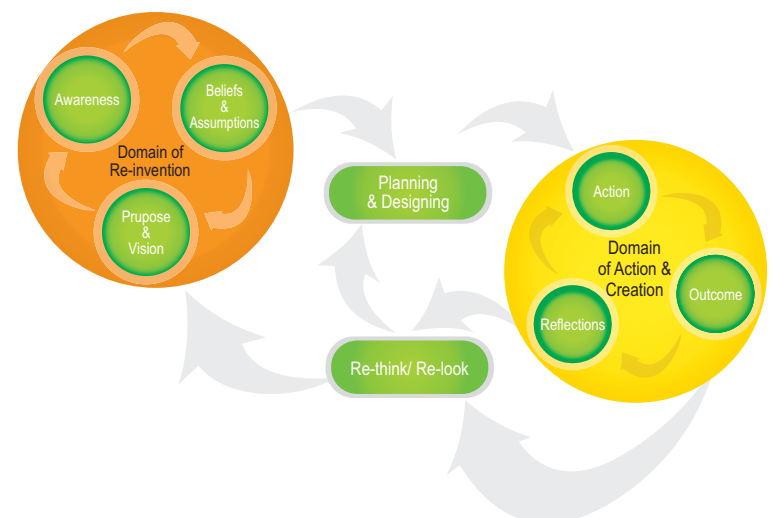 Awareness
Beliefs
&
Assumptions
Domain of
Re-invention
Prupose
&
Vision
Planning
& Designing
Re-think/ Re-look
Action
Domain
of Action &
Creation
Outcome
Reflections